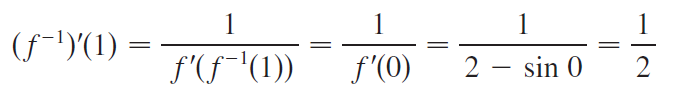 (f⁻¹)′(1) = 1/f′(f⁻¹(1)) = 1/f′(0) = 1/(2 − sin 0) = 1/2